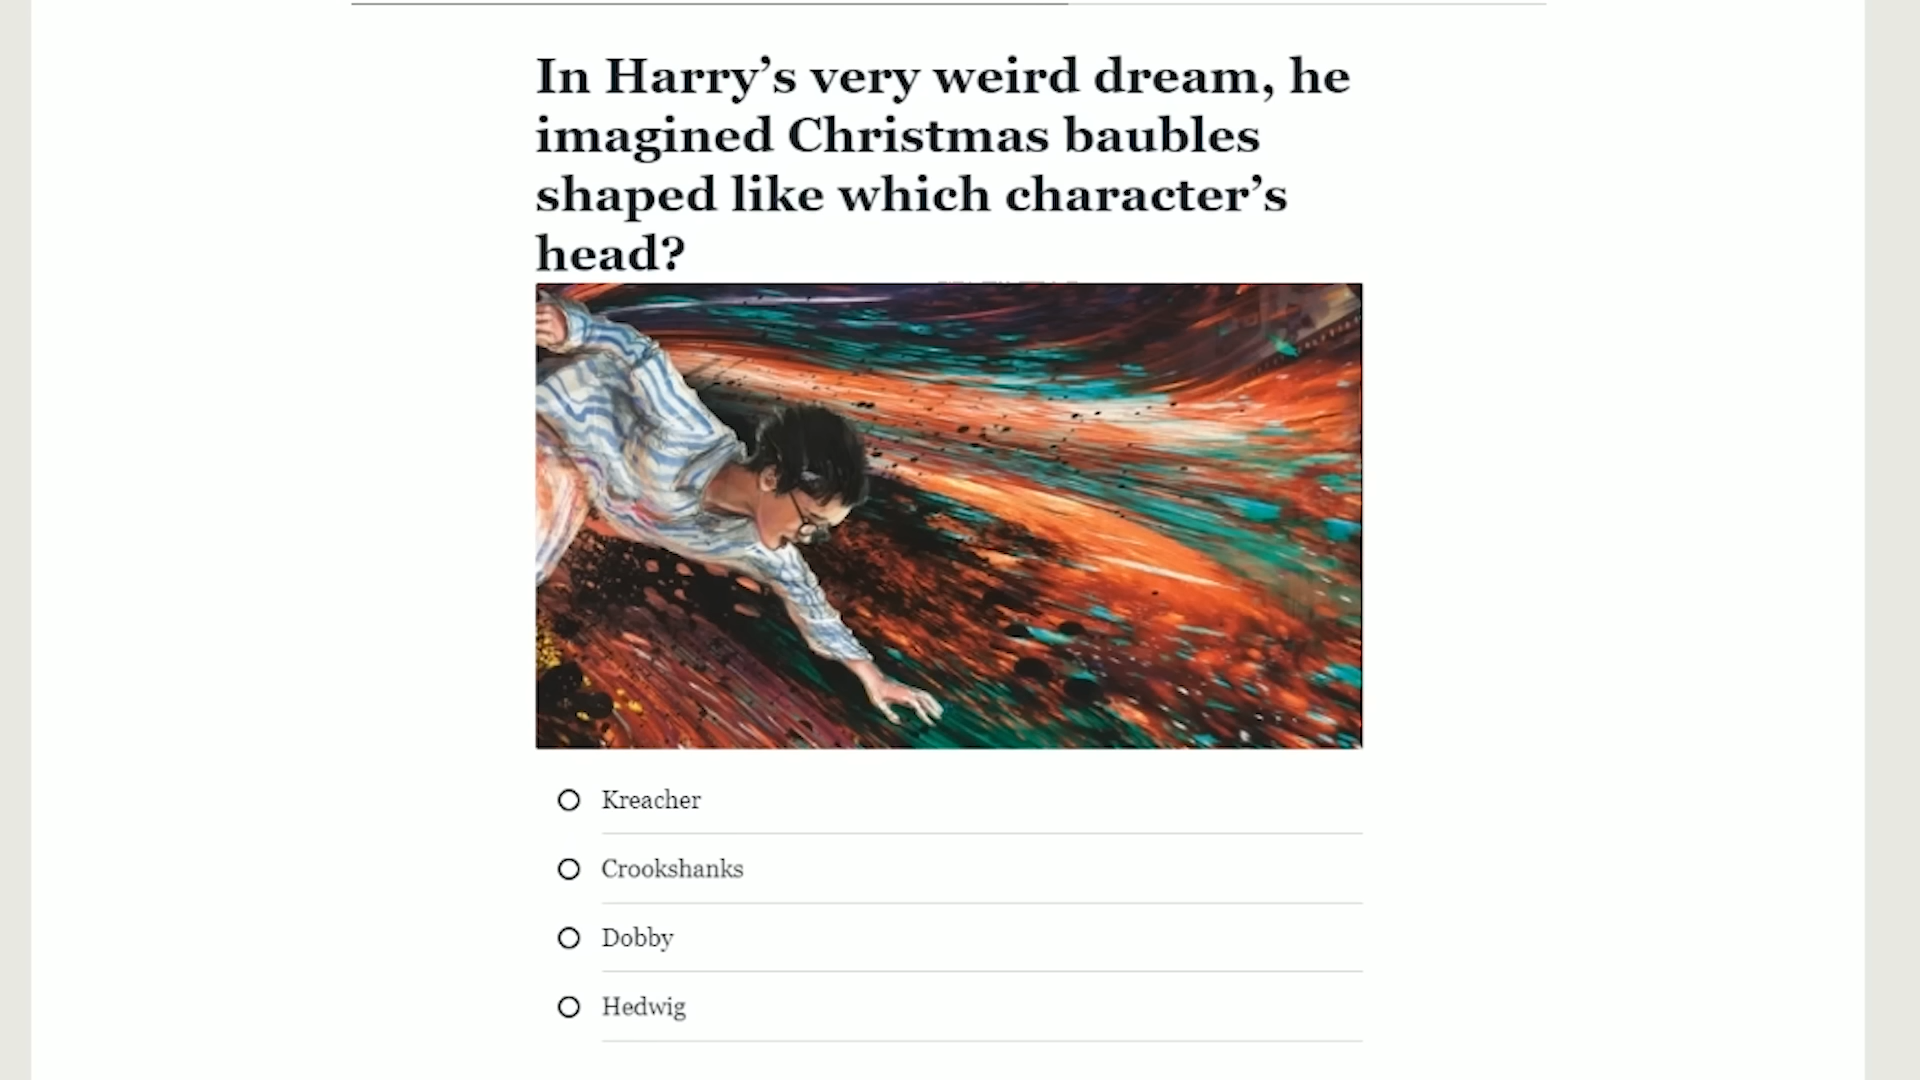 In Harry’s very weird dream, he
imagined Christmas baubles
shaped like which character’s
head?
Kreacher
Crookshanks
Dobby
Hedwig